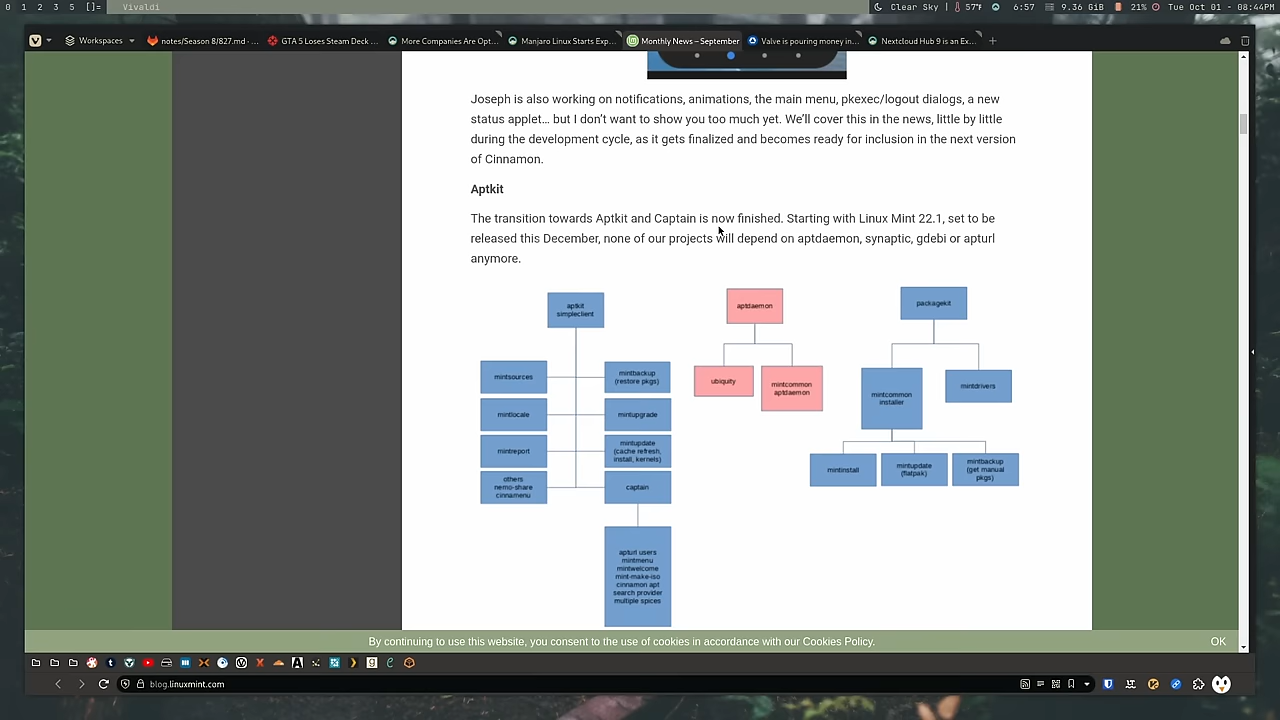 0 1 2 3 5 []= Vivaldi Clear Sky | 57°F 6:57 9.36 GiB 21% Tue Oct 01 - 08:44PM
Workspaces notes/Season 8/827.md - ... GTA 5 Loses Steam Deck ... More Companies Are Opt... Manjaro Linux Starts Exp... Monthly News – September Valve is pouring money in... Nextcloud Hub 9 is an Ex...
Joseph is also working on notifications, animations, the main menu, pkexec/logout dialogs, a new
status applet… but I don’t want to show you too much yet. We’ll cover this in the news, little by little
during the development cycle, as it gets finalized and becomes ready for inclusion in the next version
of Cinnamon.
Aptkit
The transition towards Aptkit and Captain is now finished. Starting with Linux Mint 22.1, set to be
released this December, none of our projects will depend on aptdaemon, synaptic, gdebi or apturl
anymore.
aptkit
simpleclient
mintsources
mintbackup
(restore pkgs)
mintlocale
mintupgrade
mintreport
mintupdate
(cache refresh,
install, kernels)
others
nemo-share
cinnamenu
captain
apturl users
mintmenu
mintwelcome
mint-make-iso
cinnamon apt
search provider
multiple spices
aptdaemon
ubiquity
mintcommon
aptdaemon
packagekit
mintcommon
installer
mintdrivers
mintinstall
mintupdate
(flatpak)
mintbackup
(get manual
pkgs)
By continuing to use this website, you consent to the use of cookies in accordance with our Cookies Policy. OK
blog.linuxmint.com